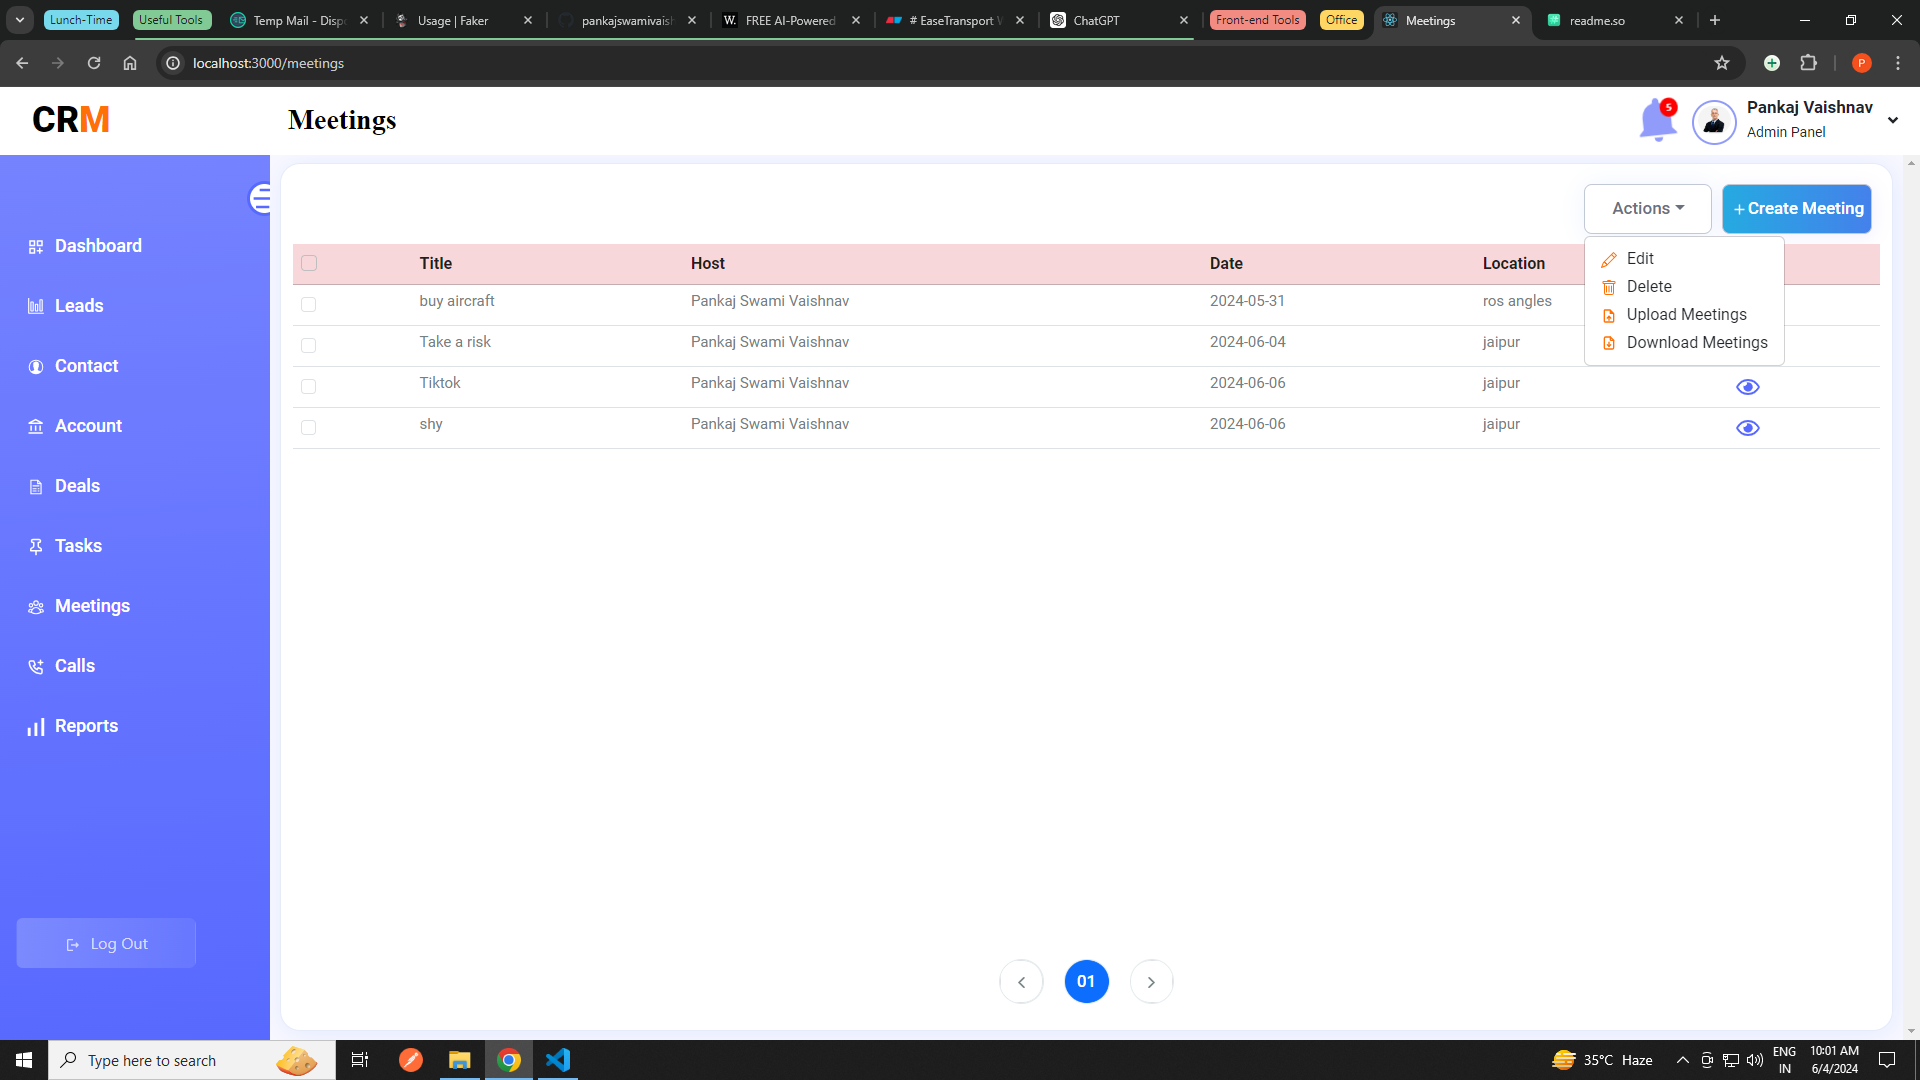 Lunch-Time
Useful Tools
Temp Mail - Dispo
Usage | Faker
pankajswamivaish
FREE AI-Powered
# EaseTransport W
ChatGPT
Front-end Tools
Office
Meetings
readme.so
localhost:3000/meetings
P
CRM
Meetings
5
Pankaj Vaishnav
Admin Panel
Actions
+ Create Meeting
Dashboard
Leads
Contact
Account
Deals
Tasks
Meetings
Calls
Reports
Log Out
Title Host Date Location
buy aircraft Pankaj Swami Vaishnav 2024-05-31 ros angles
Take a risk Pankaj Swami Vaishnav 2024-06-04 jaipur
Tiktok Pankaj Swami Vaishnav 2024-06-06 jaipur
shy Pankaj Swami Vaishnav 2024-06-06 jaipur
Edit
Delete
Upload Meetings
Download Meetings
01
Type here to search
35°C Haze
ENG
IN
10:01 AM
6/4/2024